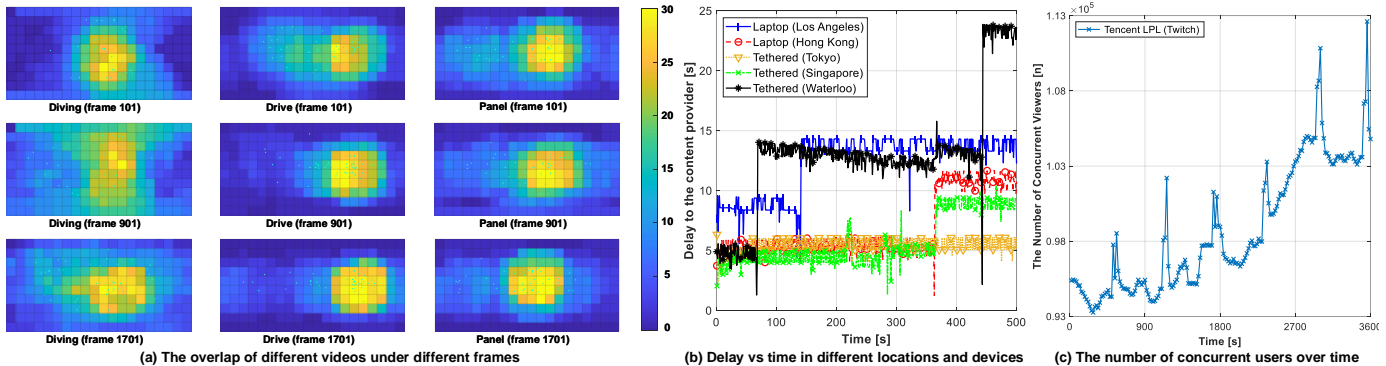 Diving (frame 101)
Drive (frame 101)
Panel (frame 101)
Diving (frame 901)
Drive (frame 901)
Panel (frame 901)
Diving (frame 1701)
Drive (frame 1701)
Panel (frame 1701)
30
25
20
15
10
5
0
(a) The overlap of different videos under different frames
Delay to the content provider [s]
25
20
15
10
5
0
Laptop (Los Angeles)
Laptop (Hong Kong)
Tethered (Tokyo)
Tethered (Singapore)
Tethered (Waterloo)
0 100 200 300 400 500
Time [s]
(b) Delay vs time in different locations and devices
The Number of Concurrent Viewers [n]
× 10⁵
1.13
1.08
1.03
0.98
0.93
Tencent LPL (Twitch)
0 900 1800 2700 3600
Time [s]
(c) The number of concurrent users over time